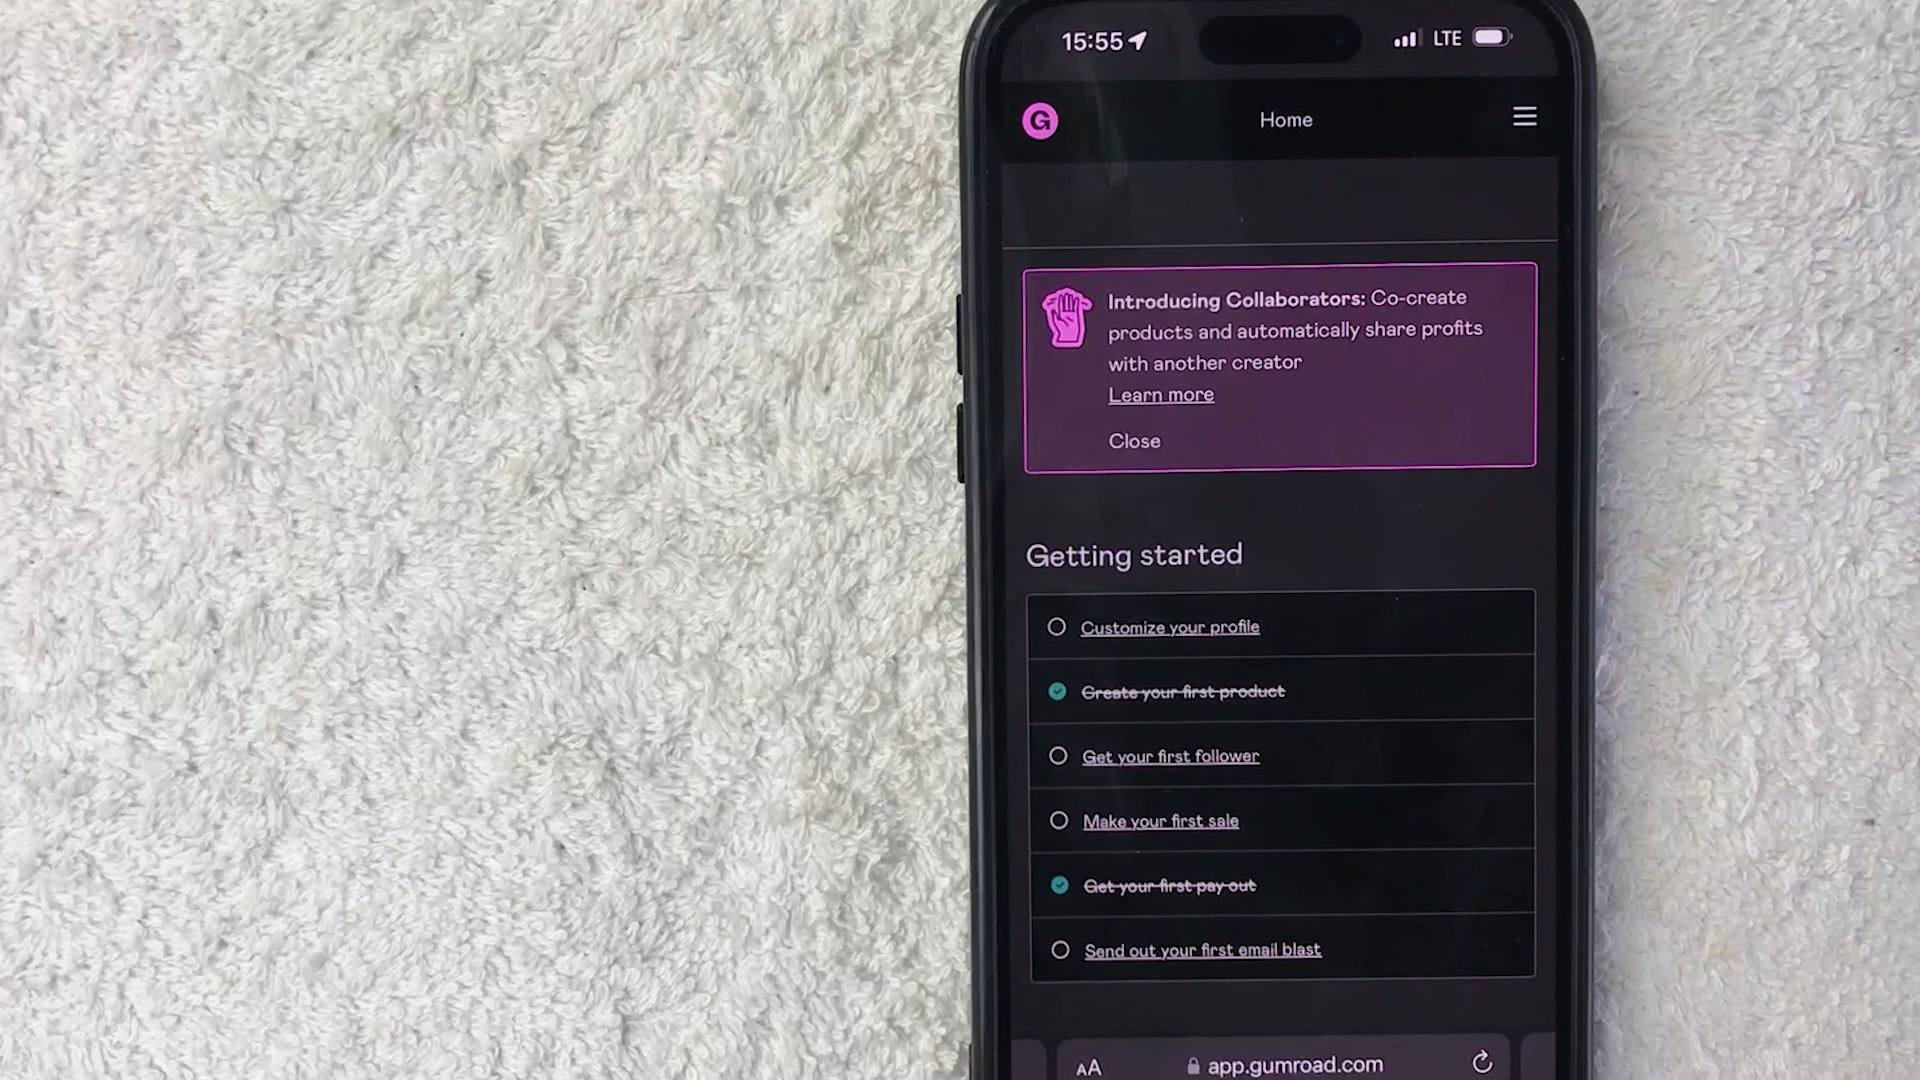 15:55 LTE
G Home
Introducing Collaborators: Co-create
products and automatically share profits
with another creator
Learn more
Close
Getting started
Customize your profile
Create your first product
Get your first follower
Make your first sale
Get your first pay out
Send out your first email blast
AA app.gumroad.com